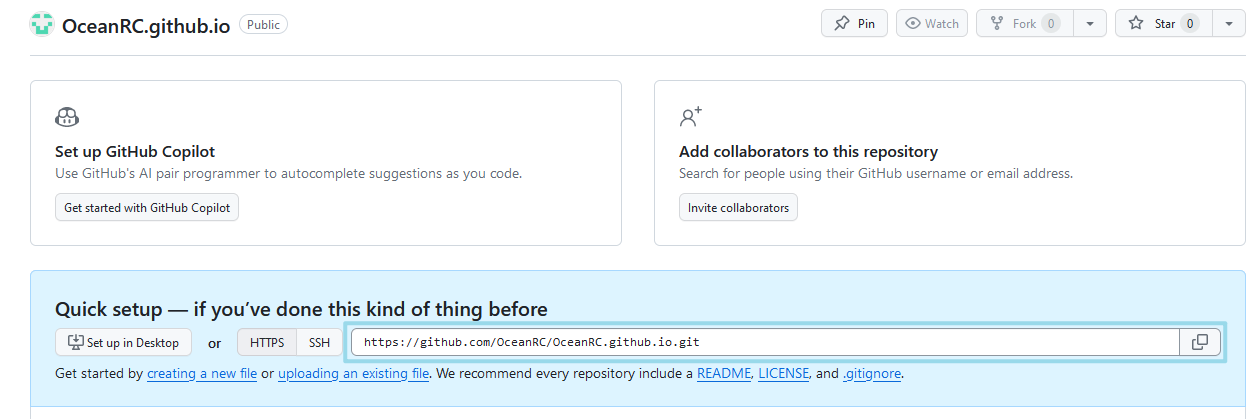 OceanRC.github.io Public Pin Watch Fork 0 Star 0
Set up GitHub Copilot
Use GitHub's AI pair programmer to autocomplete suggestions as you code.
Get started with GitHub Copilot
Add collaborators to this repository
Search for people using their GitHub username or email address.
Invite collaborators
Quick setup — if you’ve done this kind of thing before
Set up in Desktop or HTTPS SSH https://github.com/OceanRC/OceanRC.github.io.git
Get started by creating a new file or uploading an existing file. We recommend every repository include a README, LICENSE, and .gitignore.